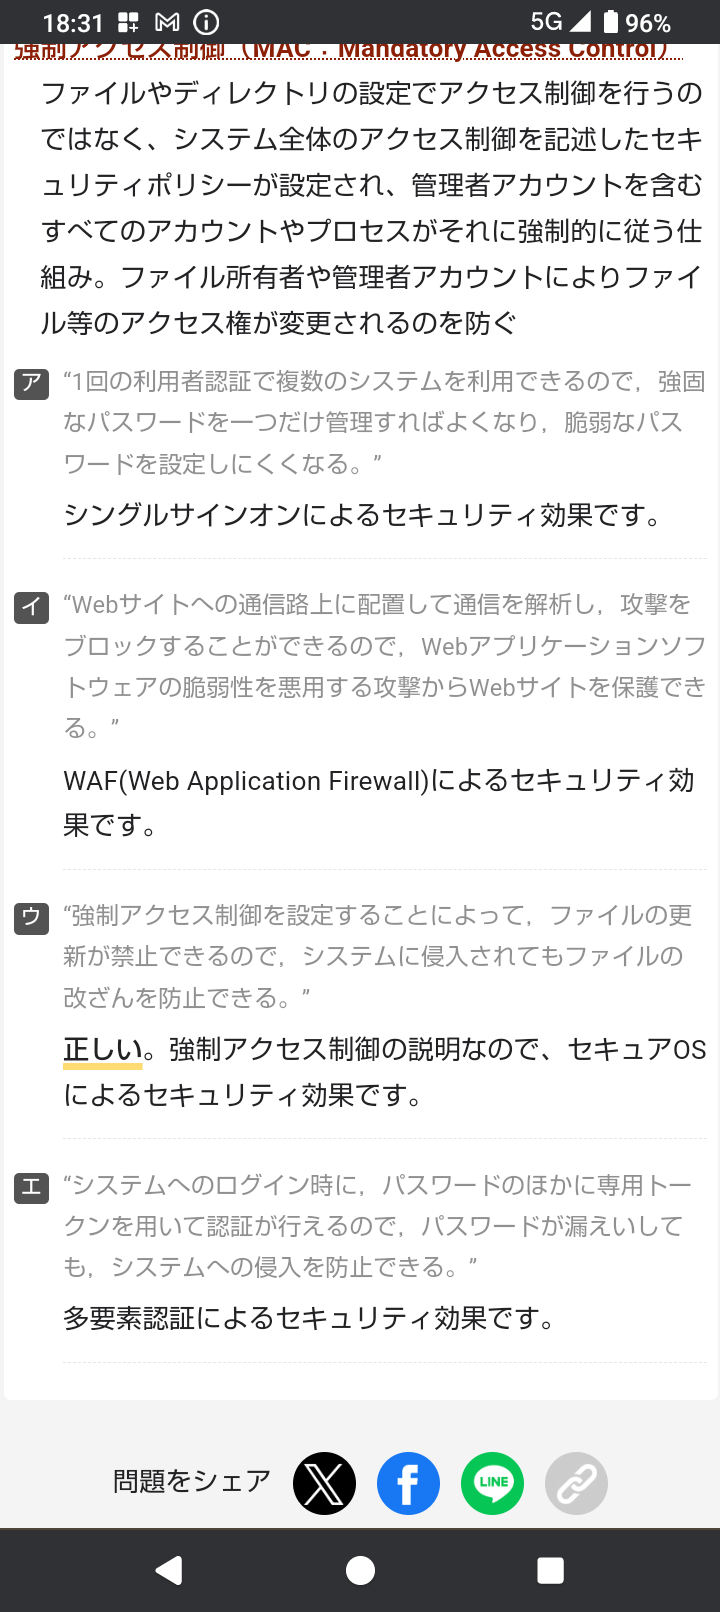 18:31 5G 96%
強制アクセス制御（MAC：Mandatory Access Control）
ファイルやディレクトリの設定でアクセス制御を行うの
ではなく、システム全体のアクセス制御を記述したセキ
ュリティポリシーが設定され、管理者アカウントを含む
すべてのアカウントやプロセスがそれに強制的に従う仕
組み。ファイル所有者や管理者アカウントによりファイ
ル等のアクセス権が変更されるのを防ぐ
ア “1回の利用者認証で複数のシステムを利用できるので，強固
なパスワードを一つだけ管理すればよくなり，脆弱なパス
ワードを設定しにくくなる。”
シングルサインオンによるセキュリティ効果です。
イ “Webサイトへの通信路上に配置して通信を解析し，攻撃を
ブロックすることができるので，Webアプリケーションソフ
トウェアの脆弱性を悪用する攻撃からWebサイトを保護でき
る。”
WAF(Web Application Firewall)によるセキュリティ効
果です。
ウ “強制アクセス制御を設定することによって，ファイルの更
新が禁止できるので，システムに侵入されてもファイルの
改ざんを防止できる。”
正しい。強制アクセス制御の説明なので、セキュアOS
によるセキュリティ効果です。
エ “システムへのログイン時に，パスワードのほかに専用トー
クンを用いて認証が行えるので，パスワードが漏えいして
も，システムへの侵入を防止できる。”
多要素認証によるセキュリティ効果です。
問題をシェア LINE